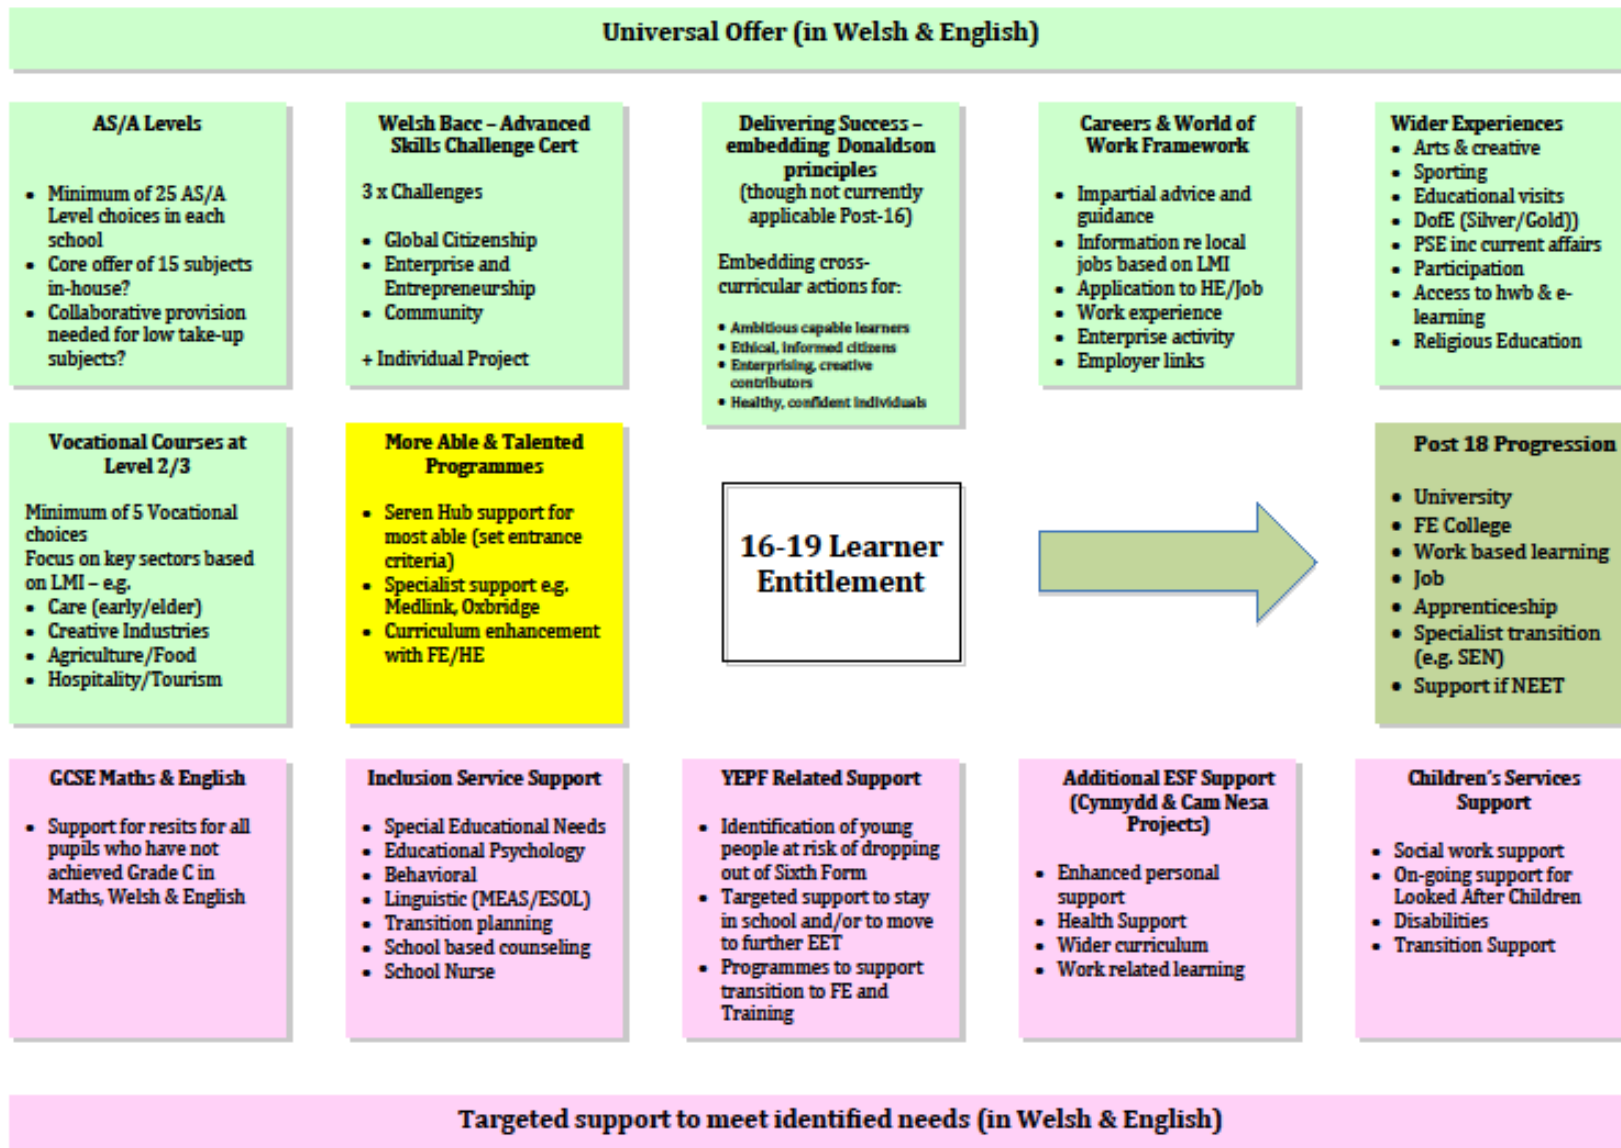 Universal Offer (in Welsh & English)
AS/A Levels
• Minimum of 25 AS/A
Level choices in each
school
• Core offer of 15 subjects
in-house?
• Collaborative provision
needed for low take-up
subjects?
Welsh Bacc – Advanced
Skills Challenge Cert
3 x Challenges
• Global Citizenship
• Enterprise and
Entrepreneurship
• Community
+ Individual Project
Delivering Success –
embedding Donaldson
principles
(though not currently
applicable Post-16)
Embedding cross-
curricular actions for:
• Ambitious capable learners
• Ethical, informed citizens
• Enterprising, creative
contributors
• Healthy, confident individuals
Careers & World of
Work Framework
• Impartial advice and
guidance
• Information re local
jobs based on LMI
• Application to HE/Job
• Work experience
• Enterprise activity
• Employer links
Wider Experiences
• Arts & creative
• Sporting
• Educational visits
• DofE (Silver/Gold))
• PSE inc current affairs
• Participation
• Access to hwb & e-
learning
• Religious Education
Vocational Courses at
Level 2/3
Minimum of 5 Vocational
choices
Focus on key sectors based
on LMI – e.g.
• Care (early/elder)
• Creative Industries
• Agriculture/Food
• Hospitality/Tourism
More Able & Talented
Programmes
• Seren Hub support for
most able (set entrance
criteria)
• Specialist support e.g.
Medlink, Oxbridge
• Curriculum enhancement
with FE/HE
16-19 Learner
Entitlement
Post 18 Progression
• University
• FE College
• Work based learning
• Job
• Apprenticeship
• Specialist transition
(e.g. SEN)
• Support if NEET
GCSE Maths & English
• Support for resits for all
pupils who have not
achieved Grade C in
Maths, Welsh & English
Inclusion Service Support
• Special Educational Needs
• Educational Psychology
• Behavioral
• Linguistic (MEAS/ESOL)
• Transition planning
• School based counseling
• School Nurse
YEPF Related Support
• Identification of young
people at risk of dropping
out of Sixth Form
• Targeted support to stay
in school and/or to move
to further EET
• Programmes to support
transition to FE and
Training
Additional ESF Support
(Cynnydd & Cam Nesa
Projects)
• Enhanced personal
support
• Health Support
• Wider curriculum
• Work related learning
Children's Services
Support
• Social work support
• On-going support for
Looked After Children
• Disabilities
• Transition Support
Targeted support to meet identified needs (in Welsh & English)